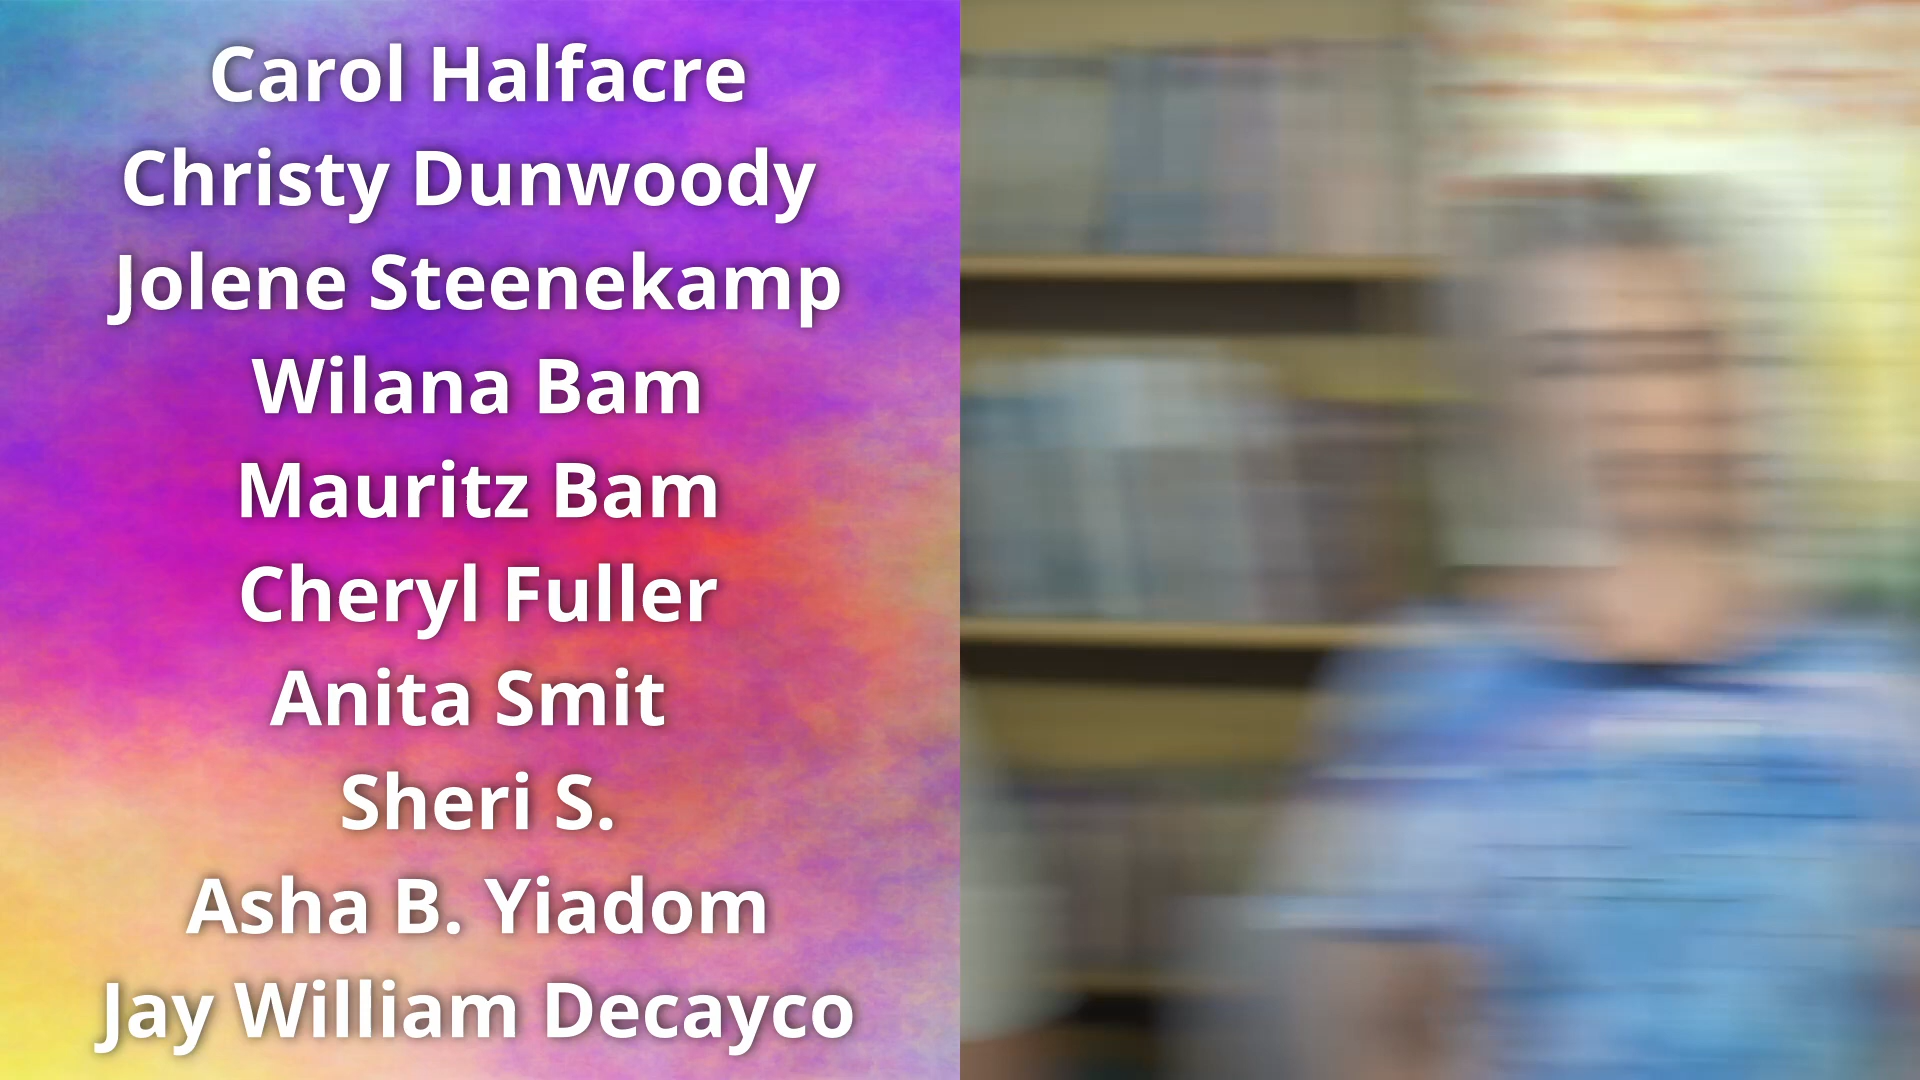 Carol Halfacre
Christy Dunwoody
Jolene Steenekamp
Wilana Bam
Mauritz Bam
Cheryl Fuller
Anita Smit
Sheri S.
Asha B. Yiadom
Jay William Decayco